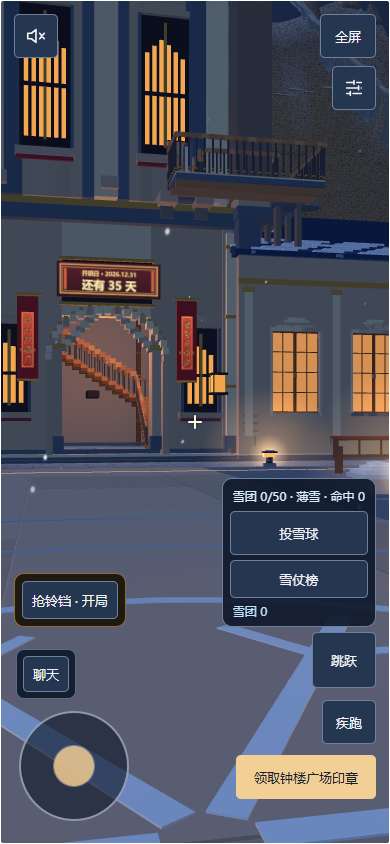 全屏
开镇日 · 2026.12.31
还有 35 天
雪团 0/50 · 薄雪 · 命中 0
投雪球
雪仗榜
雪团 0
抢铃铛 · 开局
跳跃
聊天
疾跑
领取钟楼广场印章